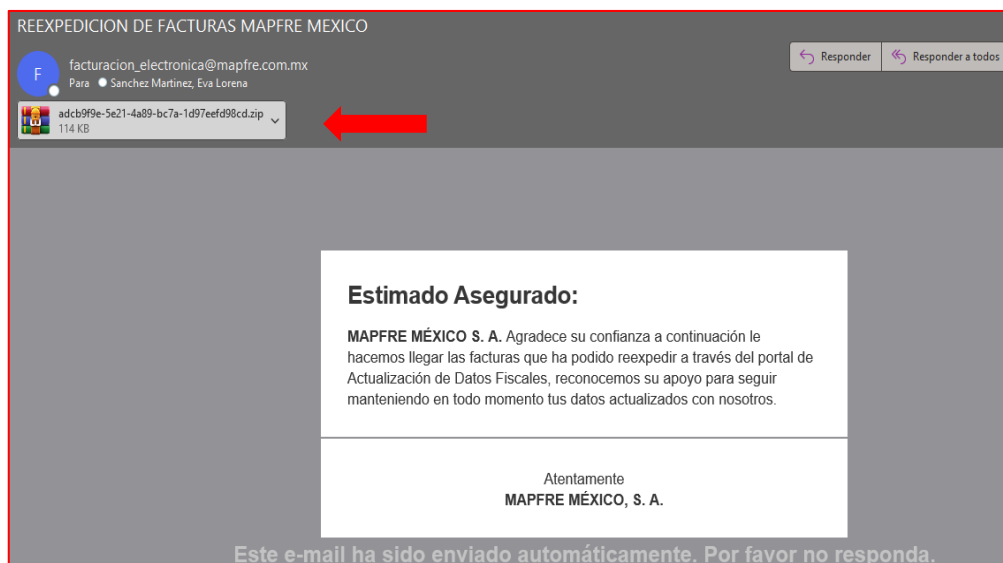 REEXPEDICION DE FACTURAS MAPFRE MEXICO
F
facturacion_electronica@mapfre.com.mx
Para Sanchez Martinez, Eva Lorena
Responder
Responder a todos
adcb9f9e-5e21-4a89-bc7a-1d97eefd98cd.zip
114 KB
Estimado Asegurado:
MAPFRE MÉXICO S. A. Agradece su confianza a continuación le
hacemos llegar las facturas que ha podido reexpedir a través del portal de
Actualización de Datos Fiscales, reconocemos su apoyo para seguir
manteniendo en todo momento tus datos actualizados con nosotros.
Atentamente
MAPFRE MÉXICO, S. A.
Este e-mail ha sido enviado automáticamente. Por favor no responda.